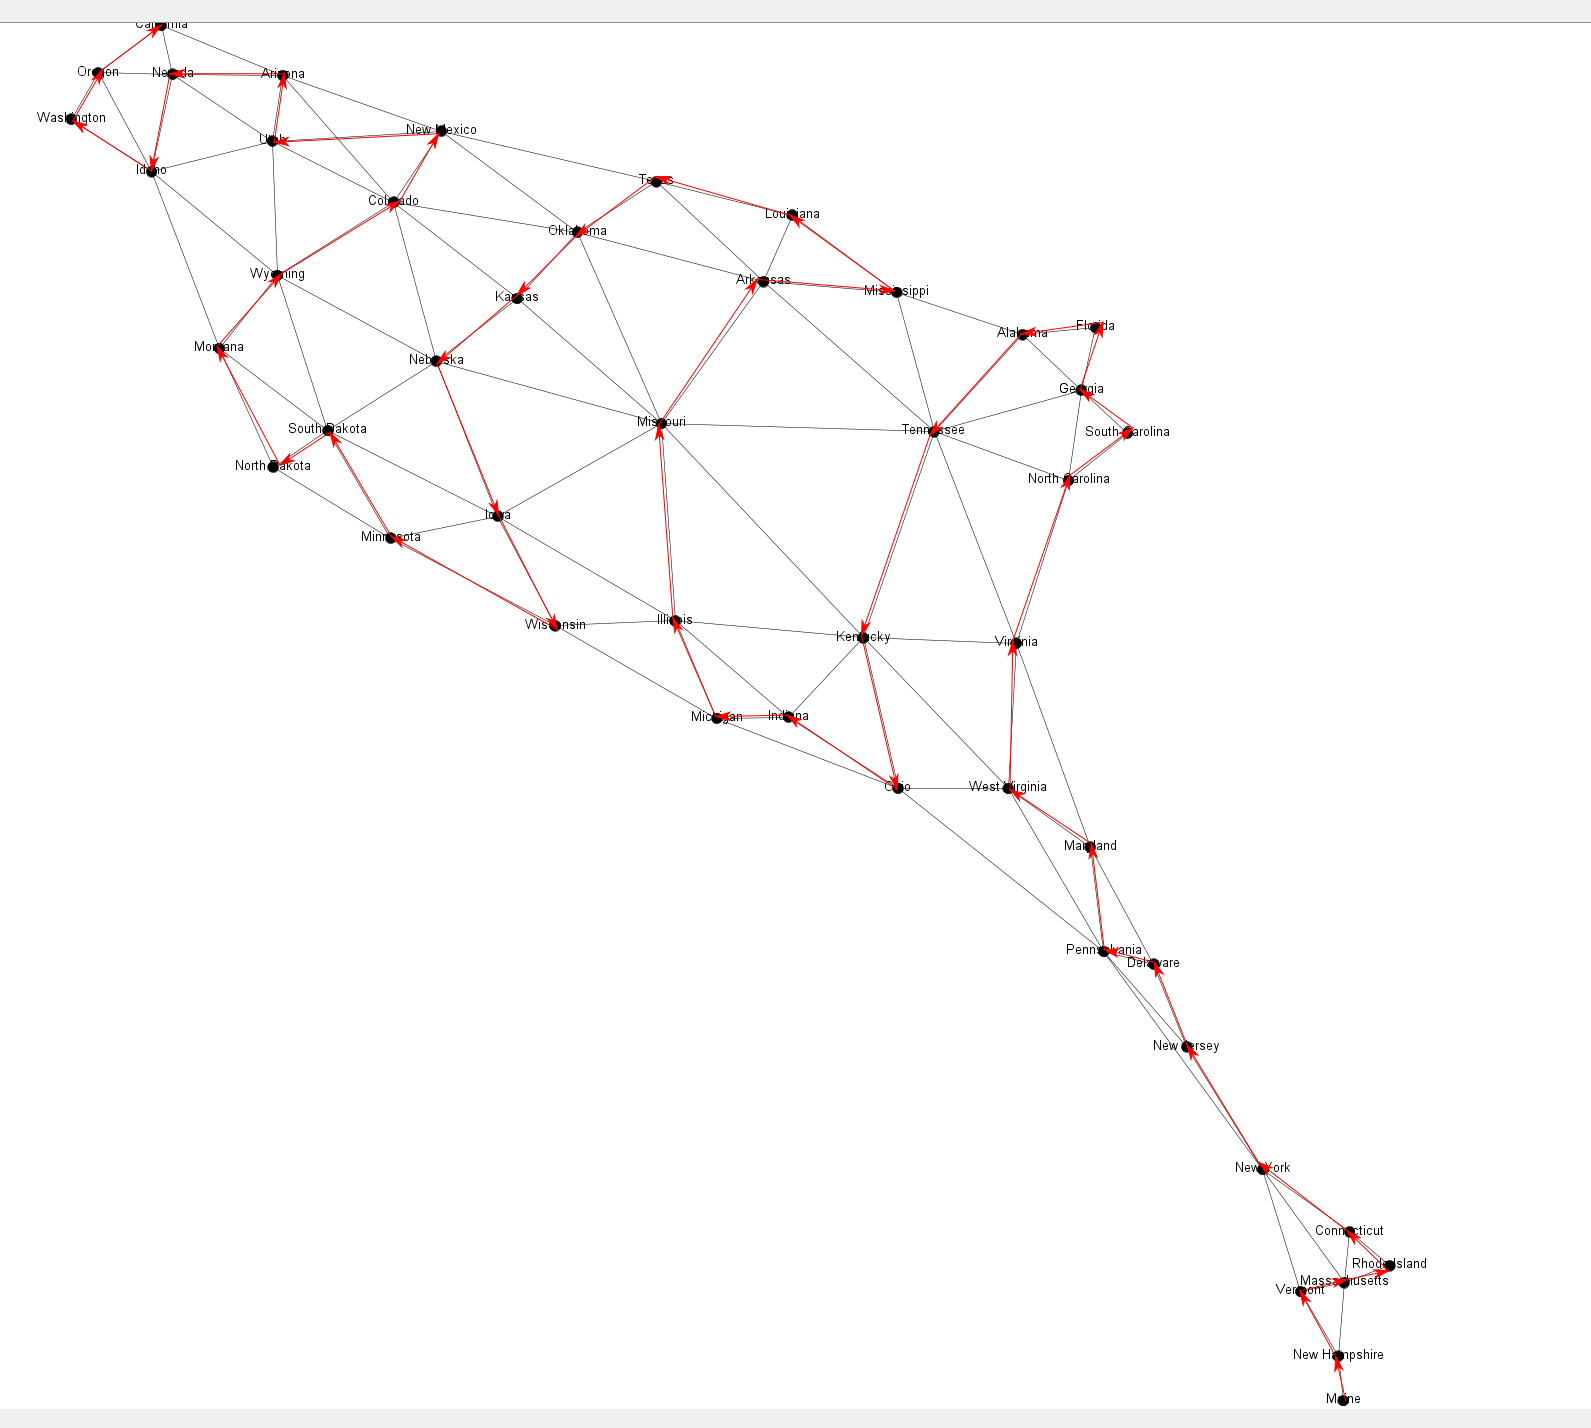 California
Oregon
Nevada
Arizona
Washington
New Mexico
Utah
Idaho
Texas
Colorado
Louisiana
Oklahoma
Wyoming
Arkansas
Mississippi
Kansas
Florida
Alabama
Montana
Nebraska
Georgia
Missouri
South Dakota
Tennessee
South Carolina
North Dakota
North Carolina
Iowa
Minnesota
Illinois
Wisconsin
Kentucky
Virginia
Michigan
Indiana
Ohio
West Virginia
Maryland
Pennsylvania
Delaware
New Jersey
New York
Connecticut
Rhode Island
Massachusetts
Vermont
New Hampshire
Maine